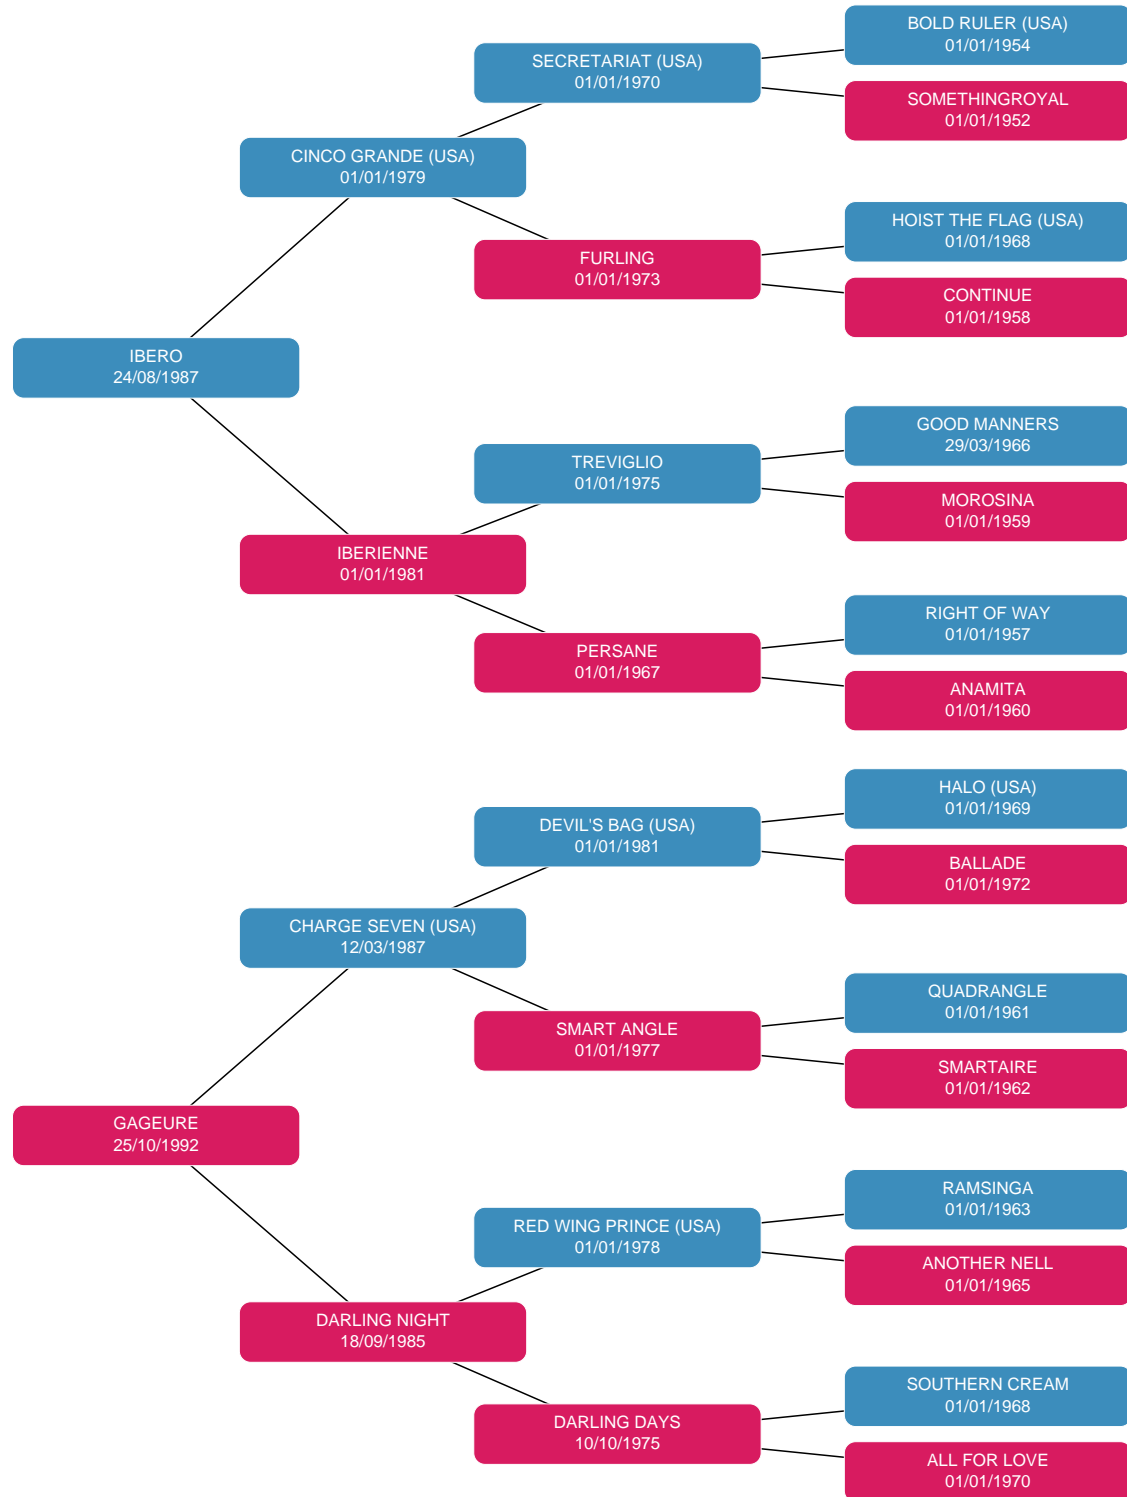 BOLD RULER (USA)
01/01/1954
SECRETARIAT (USA)
01/01/1970
SOMETHINGROYAL
01/01/1952
CINCO GRANDE (USA)
01/01/1979
HOIST THE FLAG (USA)
01/01/1968
FURLING
01/01/1973
CONTINUE
01/01/1958
IBERO
24/08/1987
GOOD MANNERS
29/03/1966
TREVIGLIO
01/01/1975
MOROSINA
01/01/1959
IBERIENNE
01/01/1981
RIGHT OF WAY
01/01/1957
PERSANE
01/01/1967
ANAMITA
01/01/1960
HALO (USA)
01/01/1969
DEVIL'S BAG (USA)
01/01/1981
BALLADE
01/01/1972
CHARGE SEVEN (USA)
12/03/1987
QUADRANGLE
01/01/1961
SMART ANGLE
01/01/1977
SMARTAIRE
01/01/1962
GAGEURE
25/10/1992
RAMSINGA
01/01/1963
RED WING PRINCE (USA)
01/01/1978
ANOTHER NELL
01/01/1965
DARLING NIGHT
18/09/1985
SOUTHERN CREAM
01/01/1968
DARLING DAYS
10/10/1975
ALL FOR LOVE
01/01/1970